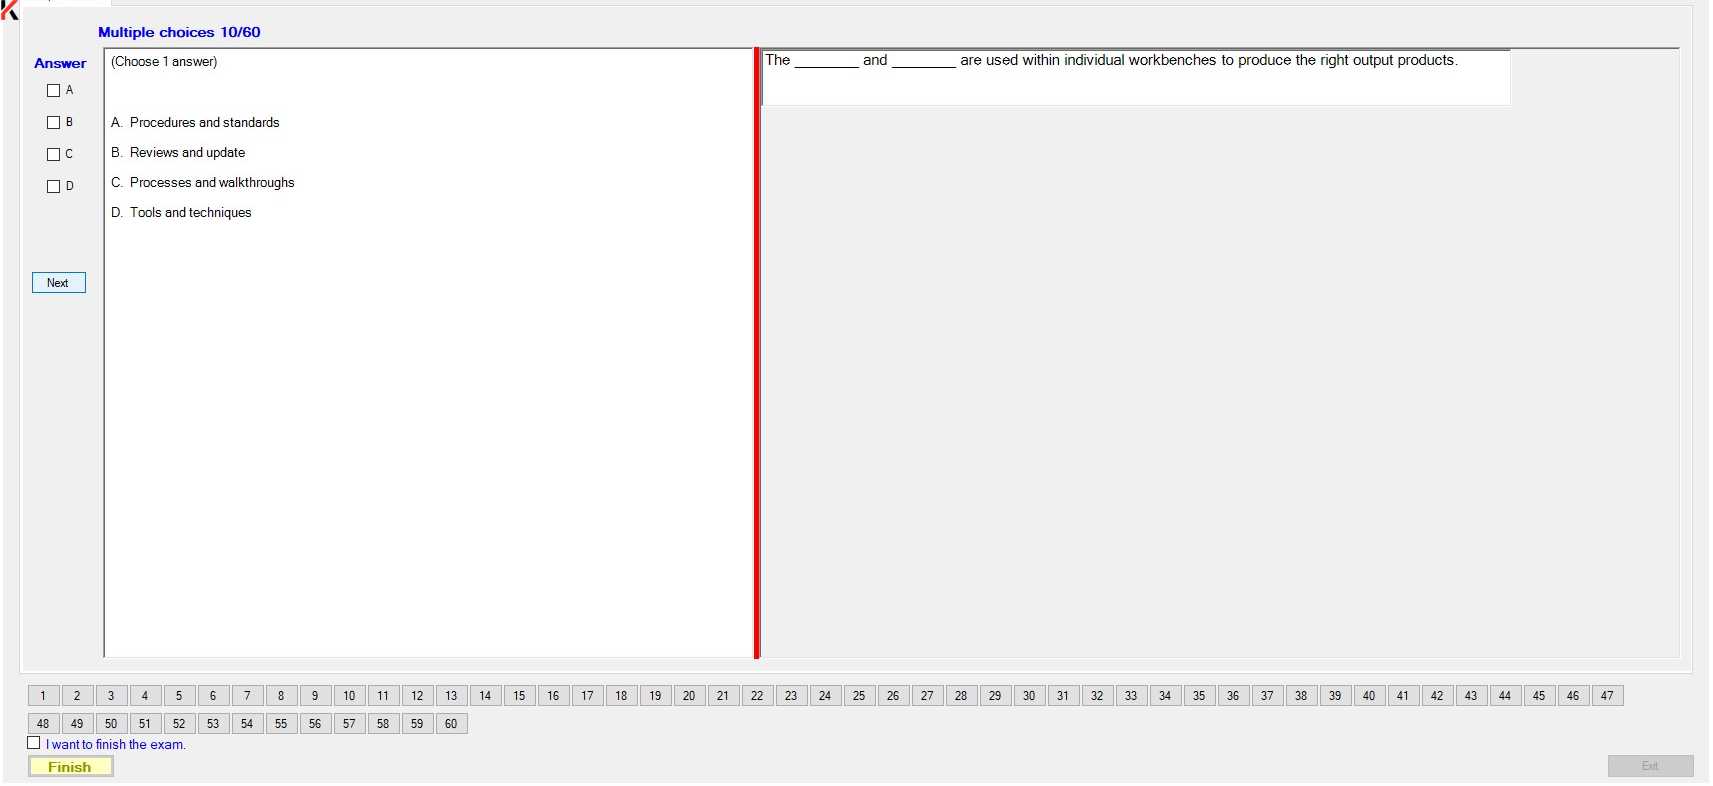 Multiple choices 10/60
Answer
A
B
C
D
Next
(Choose 1 answer)
A. Procedures and standards
B. Reviews and update
C. Processes and walkthroughs
D. Tools and techniques
The ________ and ________ are used within individual workbenches to produce the right output products.
1 2 3 4 5 6 7 8 9 10 11 12 13 14 15 16 17 18 19 20 21 22 23 24 25 26 27 28 29 30 31 32 33 34 35 36 37 38 39 40 41 42 43 44 45 46 47
48 49 50 51 52 53 54 55 56 57 58 59 60
I want to finish the exam.
Finish
Exit